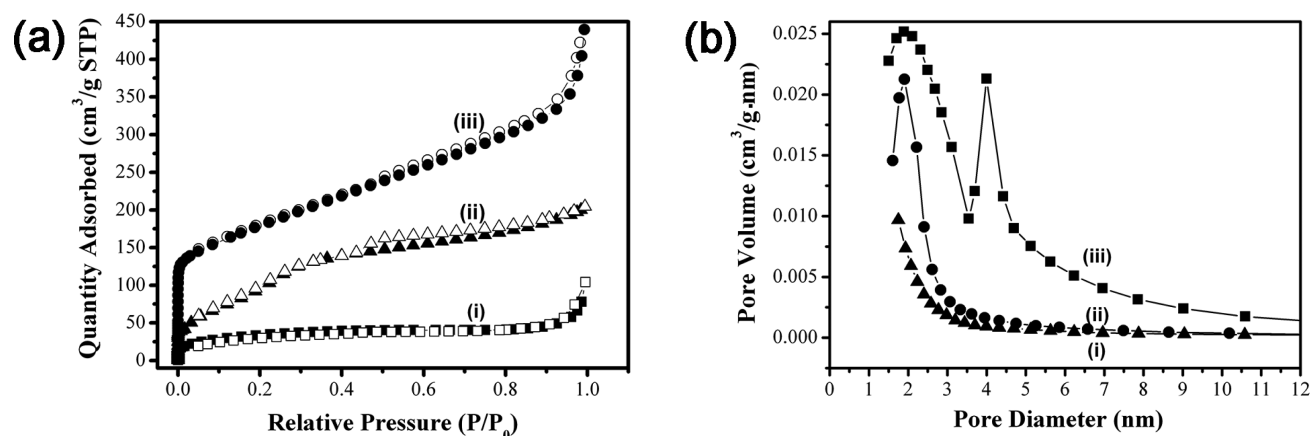 (a)
Quantity Adsorbed (cm³/g STP)
450
400
350
300
250
200
150
100
50
0
(iii)
(ii)
(i)
0.0 0.2 0.4 0.6 0.8 1.0
Relative Pressure (P/P₀)
(b)
Pore Volume (cm³/g·nm)
0.025
0.020
0.015
0.010
0.005
0.000
(iii)
(ii)
(i)
0 1 2 3 4 5 6 7 8 9 10 11 12
Pore Diameter (nm)